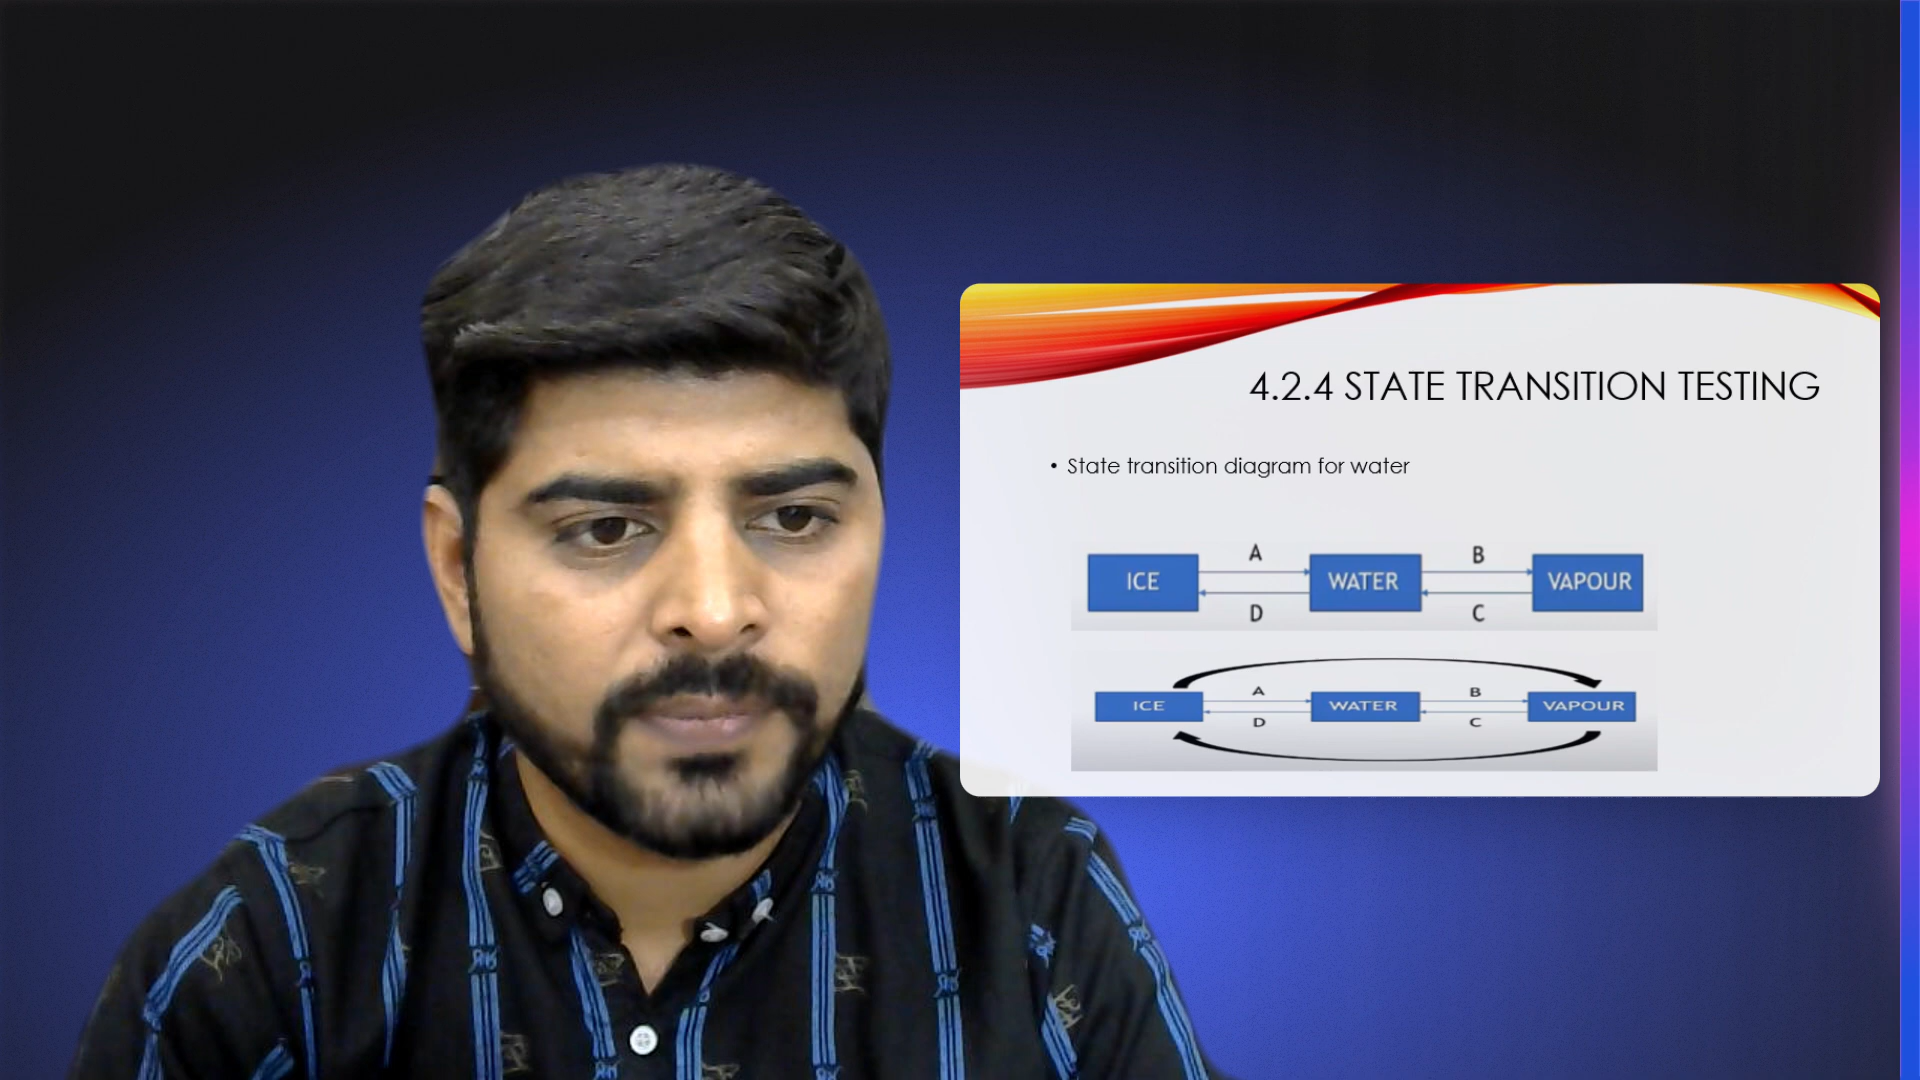 4.2.4 STATE TRANSITION TESTING
• State transition diagram for water
A B
ICE WATER VAPOUR
D C
A B
ICE WATER VAPOUR
D C